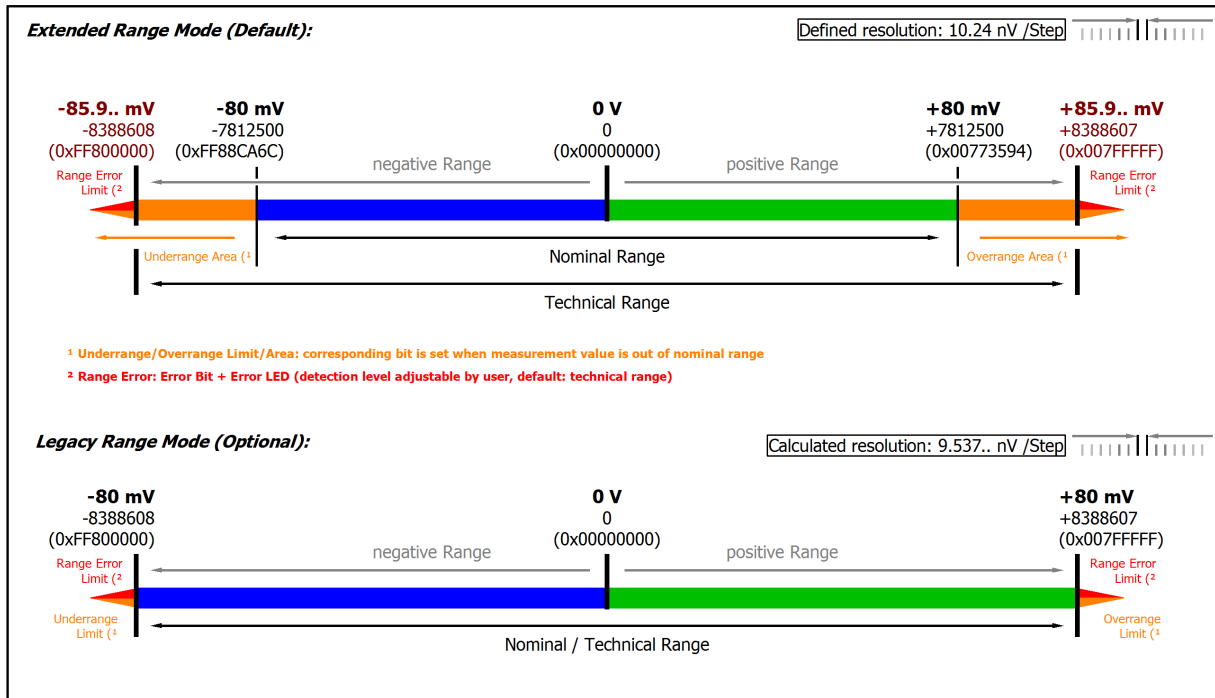 Extended Range Mode (Default):
Defined resolution: 10.24 nV /Step
-85.9.. mV
-8388608
(0xFF800000)
-80 mV
-7812500
(0xFF88CA6C)
0 V
0
(0x00000000)
+80 mV
+7812500
(0x00773594)
+85.9.. mV
+8388607
(0x007FFFFF)
negative Range
positive Range
Range Error
Limit (²
Range Error
Limit (²
Underrange Area (¹
Nominal Range
Overrange Area (¹
Technical Range
¹ Underrange/Overrange Limit/Area: corresponding bit is set when measurement value is out of nominal range
² Range Error: Error Bit + Error LED (detection level adjustable by user, default: technical range)
Legacy Range Mode (Optional):
Calculated resolution: 9.537.. nV /Step
-80 mV
-8388608
(0xFF800000)
0 V
0
(0x00000000)
+80 mV
+8388607
(0x007FFFFF)
negative Range
positive Range
Range Error
Limit (²
Range Error
Limit (²
Underrange
Limit (¹
Overrange
Limit (¹
Nominal / Technical Range